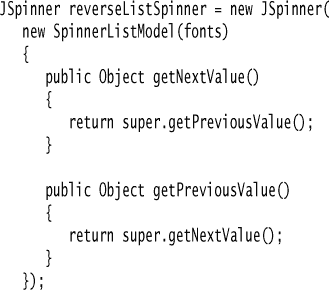 JSpinner reverseListSpinner = new JSpinner(
new SpinnerListModel(fonts)
{
public Object getNextValue()
{
return super.getPreviousValue();
}
public Object getPreviousValue()
{
return super.getNextValue();
}
});